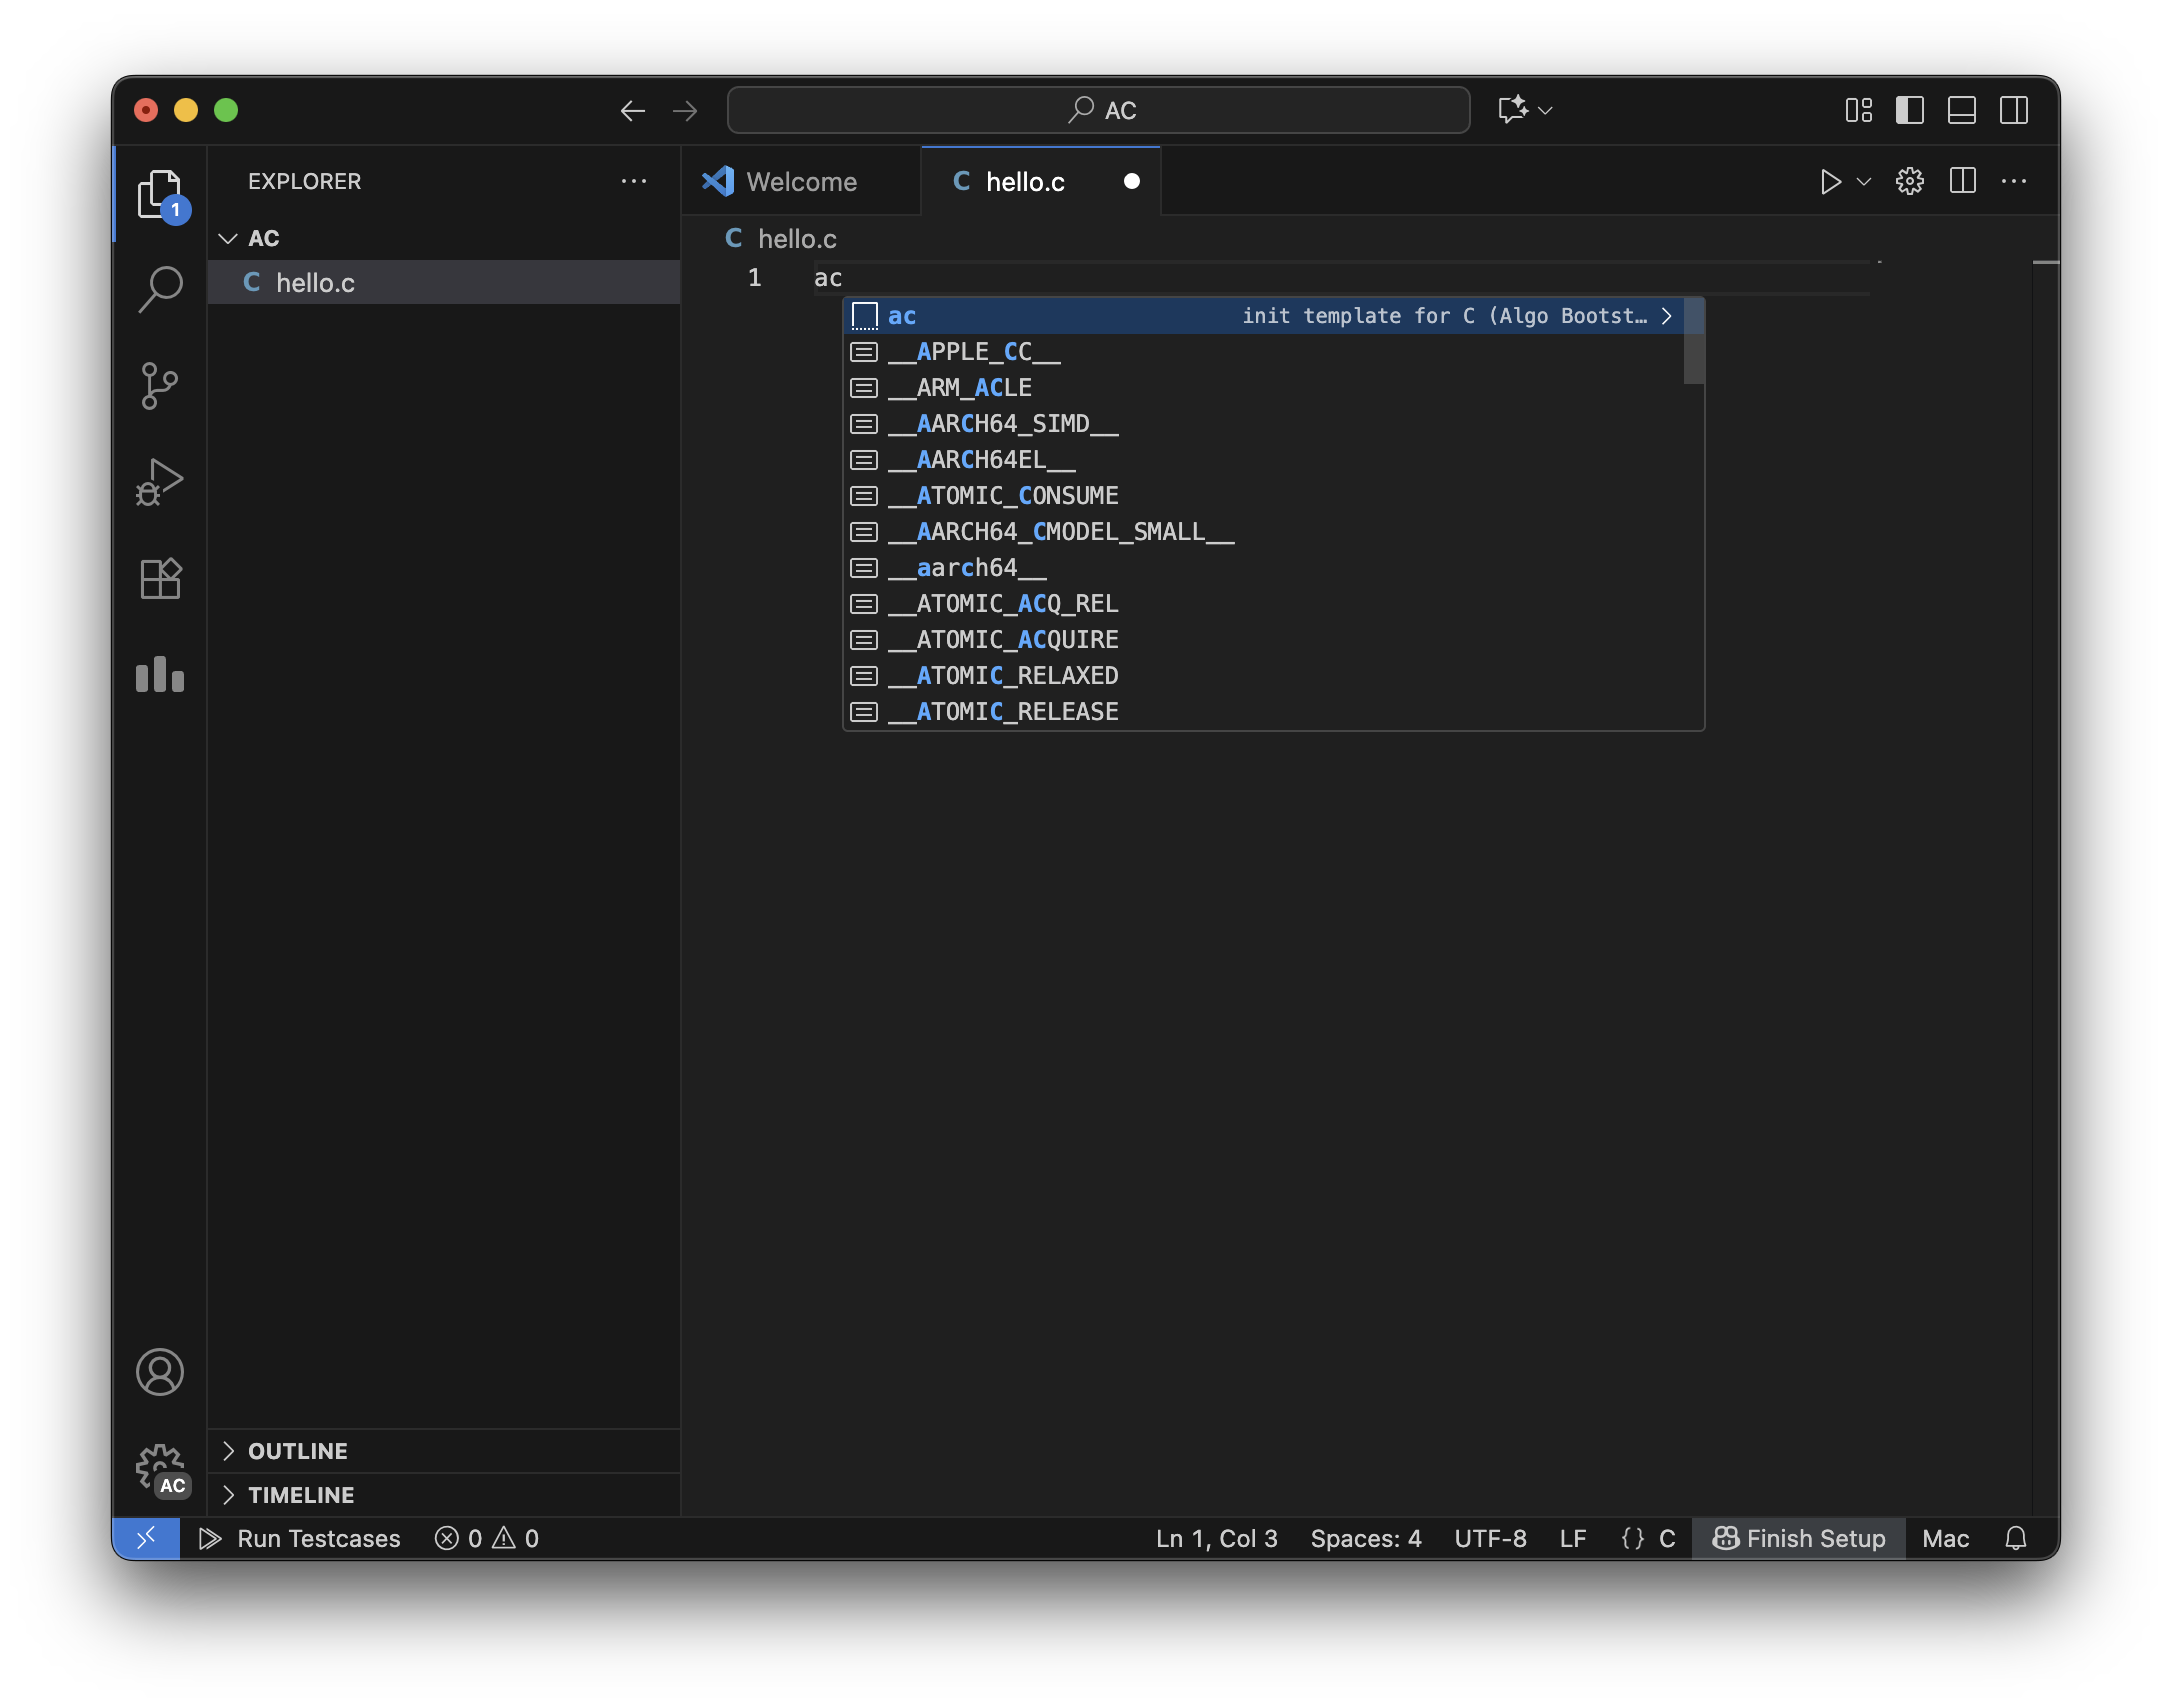 AC
EXPLORER
Welcome
C hello.c
1
AC
C hello.c
C hello.c
1 ac
ac init template for C (Algo Bootst…
__APPLE_CC__
__ARM_ACLE
__AARCH64_SIMD__
__AARCH64EL__
__ATOMIC_CONSUME
__AARCH64_CMODEL_SMALL__
__aarch64__
__ATOMIC_ACQ_REL
__ATOMIC_ACQUIRE
__ATOMIC_RELAXED
__ATOMIC_RELEASE
OUTLINE
TIMELINE
AC
Run Testcases 0 0 Ln 1, Col 3 Spaces: 4 UTF-8 LF {} C Finish Setup Mac